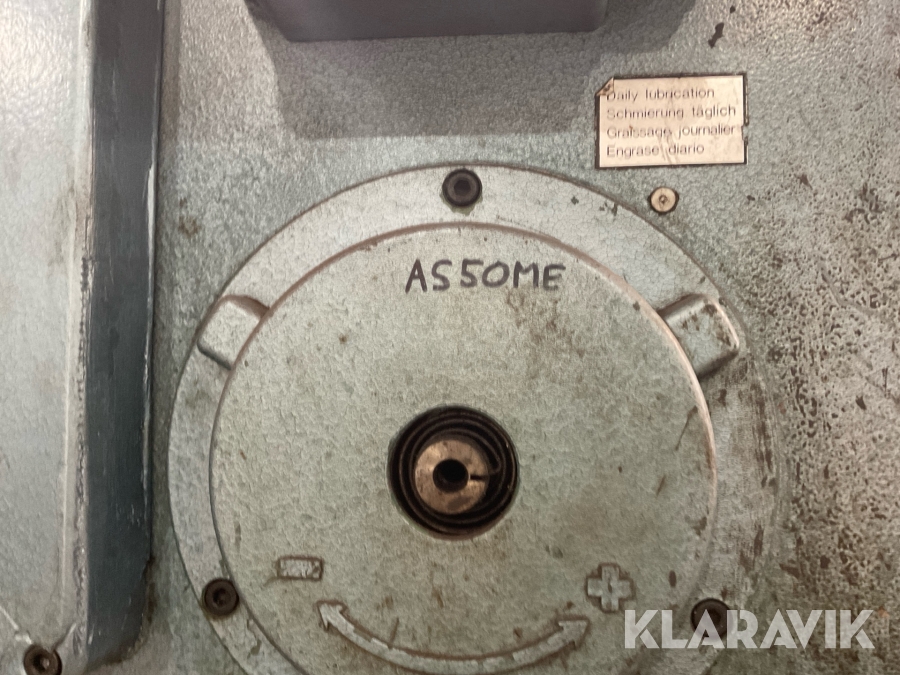 Daily lubrication
Schmierung täglich
Graissage journalier
Engrase diario
AS50ME
KLARAVIK